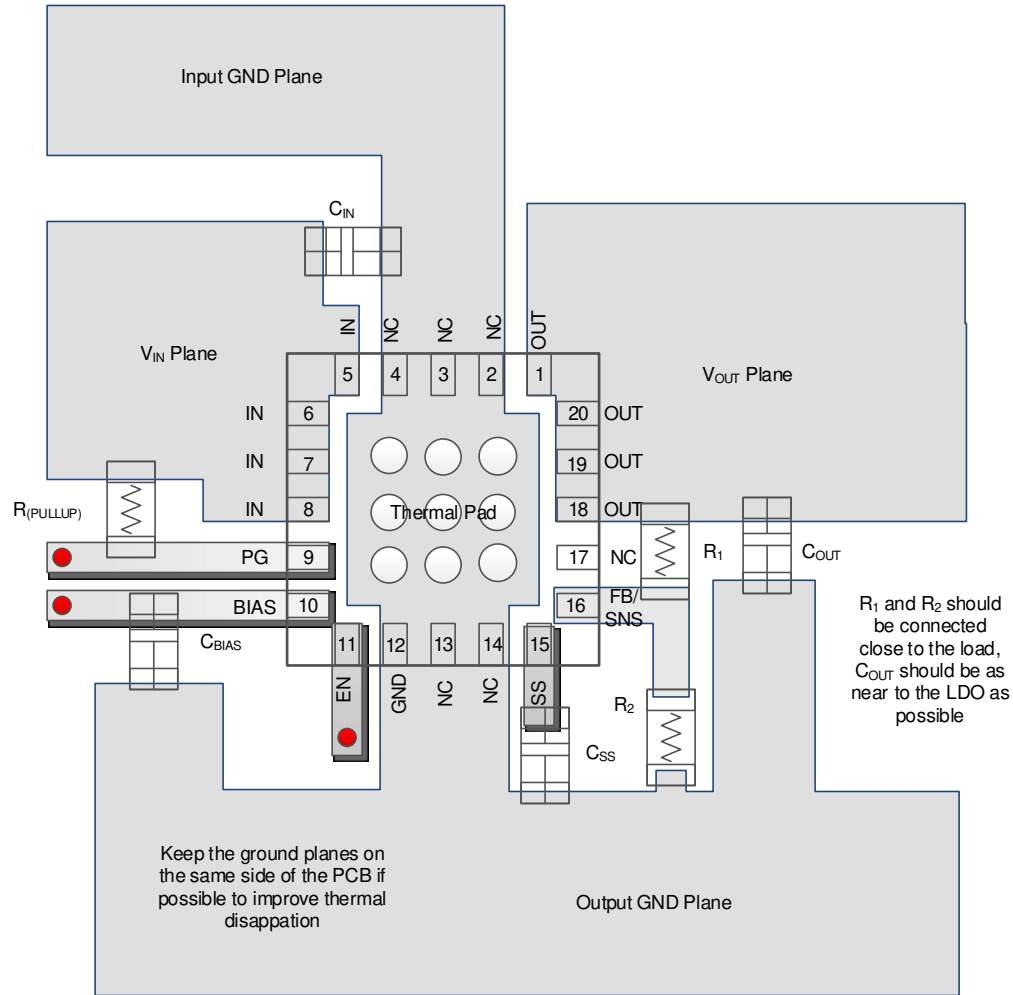 Input GND Plane
CIN
IN
NC
NC
NC
OUT
VIN Plane
VOUT Plane
5
4
3
2
1
IN
6
20
OUT
IN
7
19
OUT
R(PULLUP)
IN
8
Thermal Pad
18
OUT
PG
9
17
NC
R1
COUT
BIAS
10
16
FB/
SNS
CBIAS
11
12
13
14
15
EN
GND
NC
NC
SS
R2
CSS
R1 and R2 should
be connected
close to the load,
COUT should be as
near to the LDO as
possible
Keep the ground planes on
the same side of the PCB if
possible to improve thermal
disappation
Output GND Plane